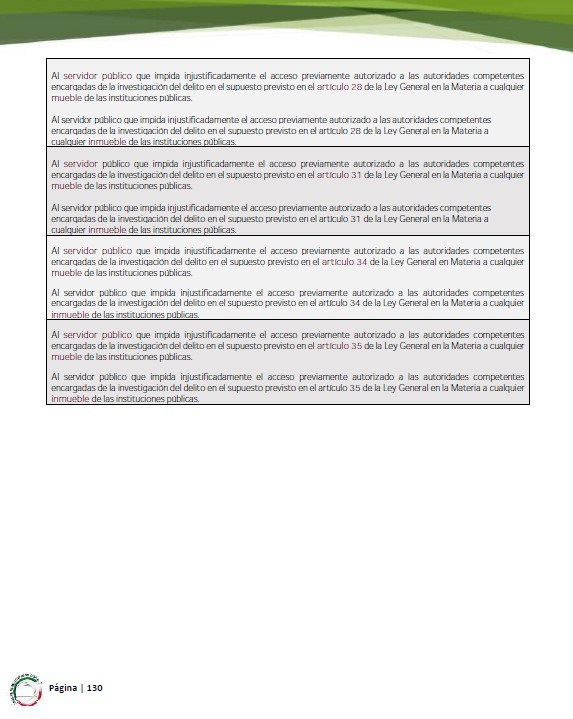 Al servidor público que impida injustificadamente el acceso previamente autorizado a las autoridades competentes
encargadas de la investigación del delito en el supuesto previsto en el artículo 28 de la Ley General en la Materia a cualquier
mueble de las instituciones públicas.
Al servidor público que impida injustificadamente el acceso previamente autorizado a las autoridades competentes
encargadas de la investigación del delito en el supuesto previsto en el artículo 28 de la Ley General en la Materia a
cualquier inmueble de las instituciones públicas.
Al servidor público que impida injustificadamente el acceso previamente autorizado a las autoridades competentes
encargadas de la investigación del delito en el supuesto previsto en el artículo 31 de la Ley General en la Materia a cualquier
mueble de las instituciones públicas.
Al servidor público que impida injustificadamente el acceso previamente autorizado a las autoridades competentes
encargadas de la investigación del delito en el supuesto previsto en el artículo 31 de la Ley General en la Materia a
cualquier inmueble de las instituciones públicas.
Al servidor público que impida injustificadamente el acceso previamente autorizado a las autoridades competentes
encargadas de la investigación del delito en el supuesto previsto en el artículo 34 de la Ley General en Materia a cualquier
mueble de las instituciones públicas.
Al servidor público que impida injustificadamente el acceso previamente autorizado a las autoridades competentes
encargadas de la investigación del delito en el supuesto previsto en el artículo 34 de la Ley General en Materia a cualquier
inmueble de las instituciones públicas.
Al servidor público que impida injustificadamente el acceso previamente autorizado a las autoridades competentes
encargadas de la investigación del delito en el supuesto previsto en el artículo 35 de la Ley General en Materia a cualquier
mueble de las instituciones públicas.
Al servidor público que impida injustificadamente el acceso previamente autorizado a las autoridades competentes
encargadas de la investigación del delito en el supuesto previsto en el artículo 35 de la Ley General en Materia a cualquier
inmueble de las instituciones públicas.
Página | 130